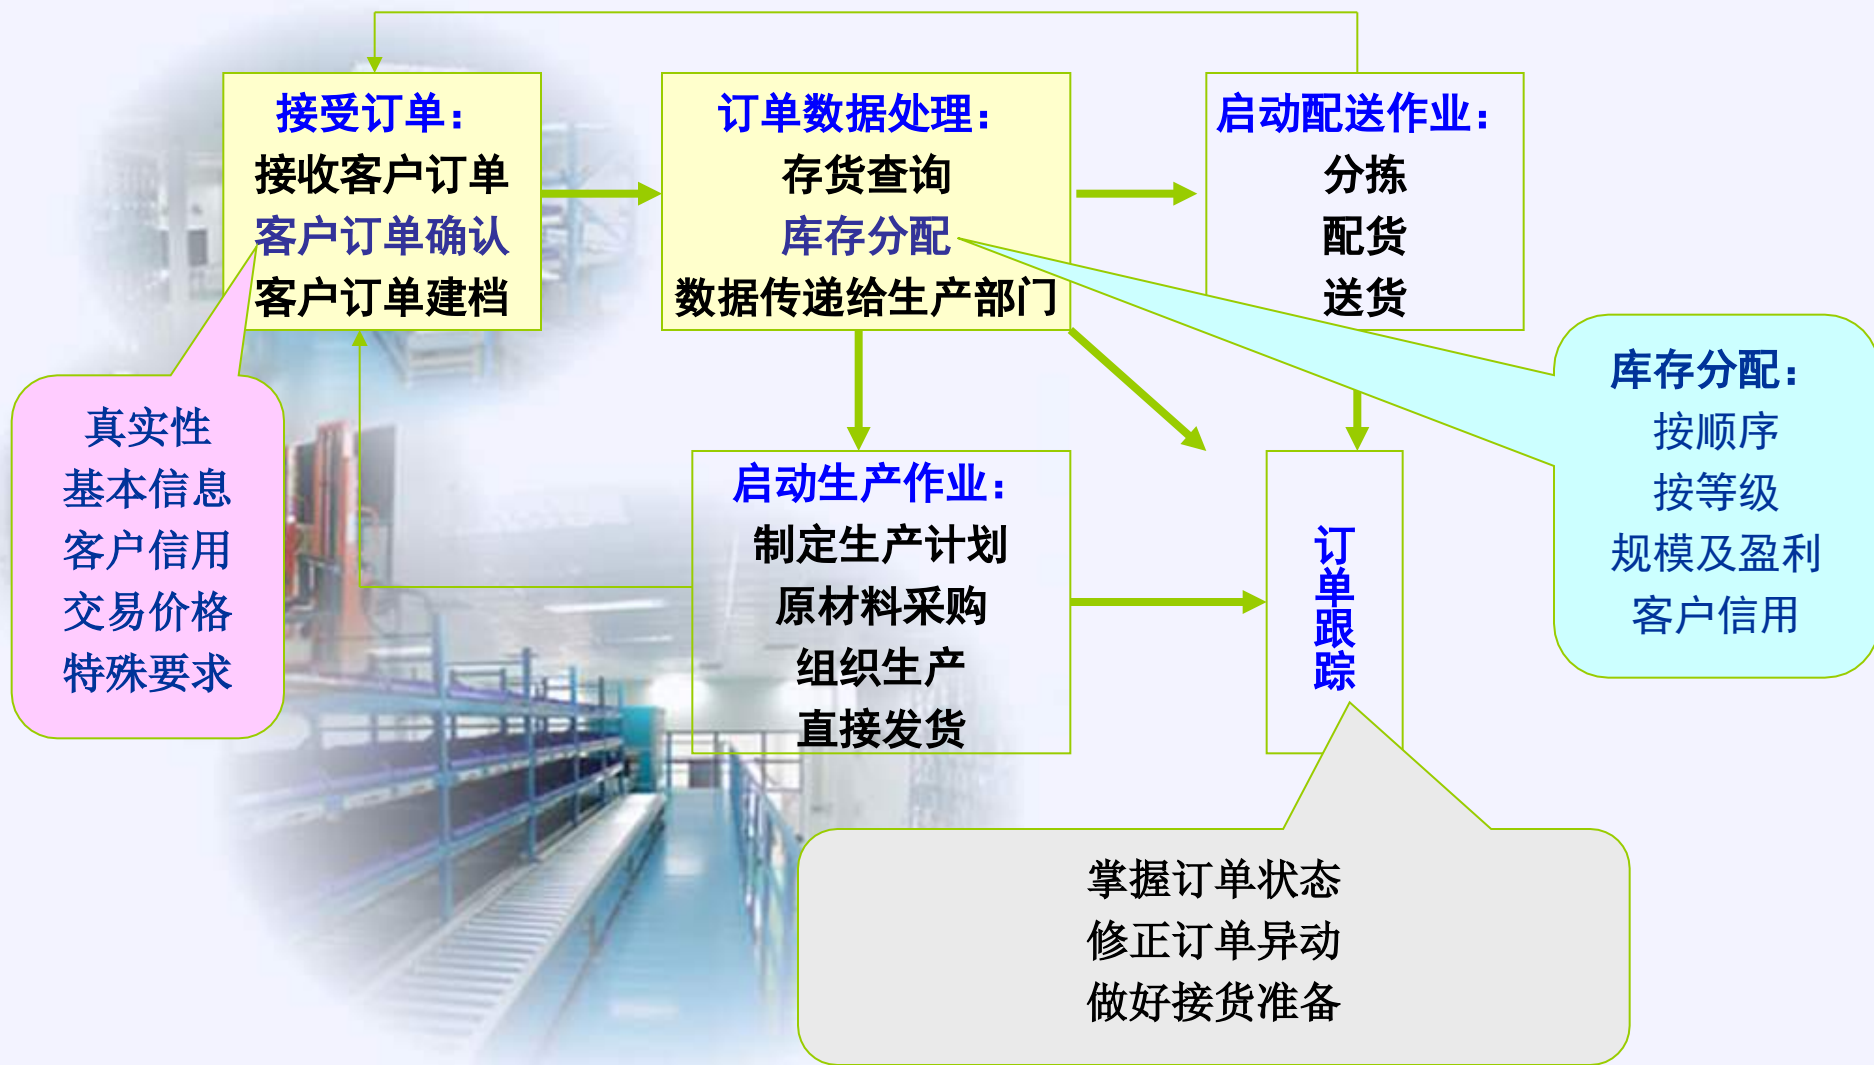 接受订单：
接收客户订单
客户订单确认
客户订单建档
订单数据处理：
存货查询
库存分配
数据传递给生产部门
启动配送作业：
分拣
配货
送货
真实性
基本信息
客户信用
交易价格
特殊要求
启动生产作业：
制定生产计划
原材料采购
组织生产
直接发货
订单跟踪
库存分配：
按顺序
按等级
规模及盈利
客户信用
掌握订单状态
修正订单异动
做好接货准备